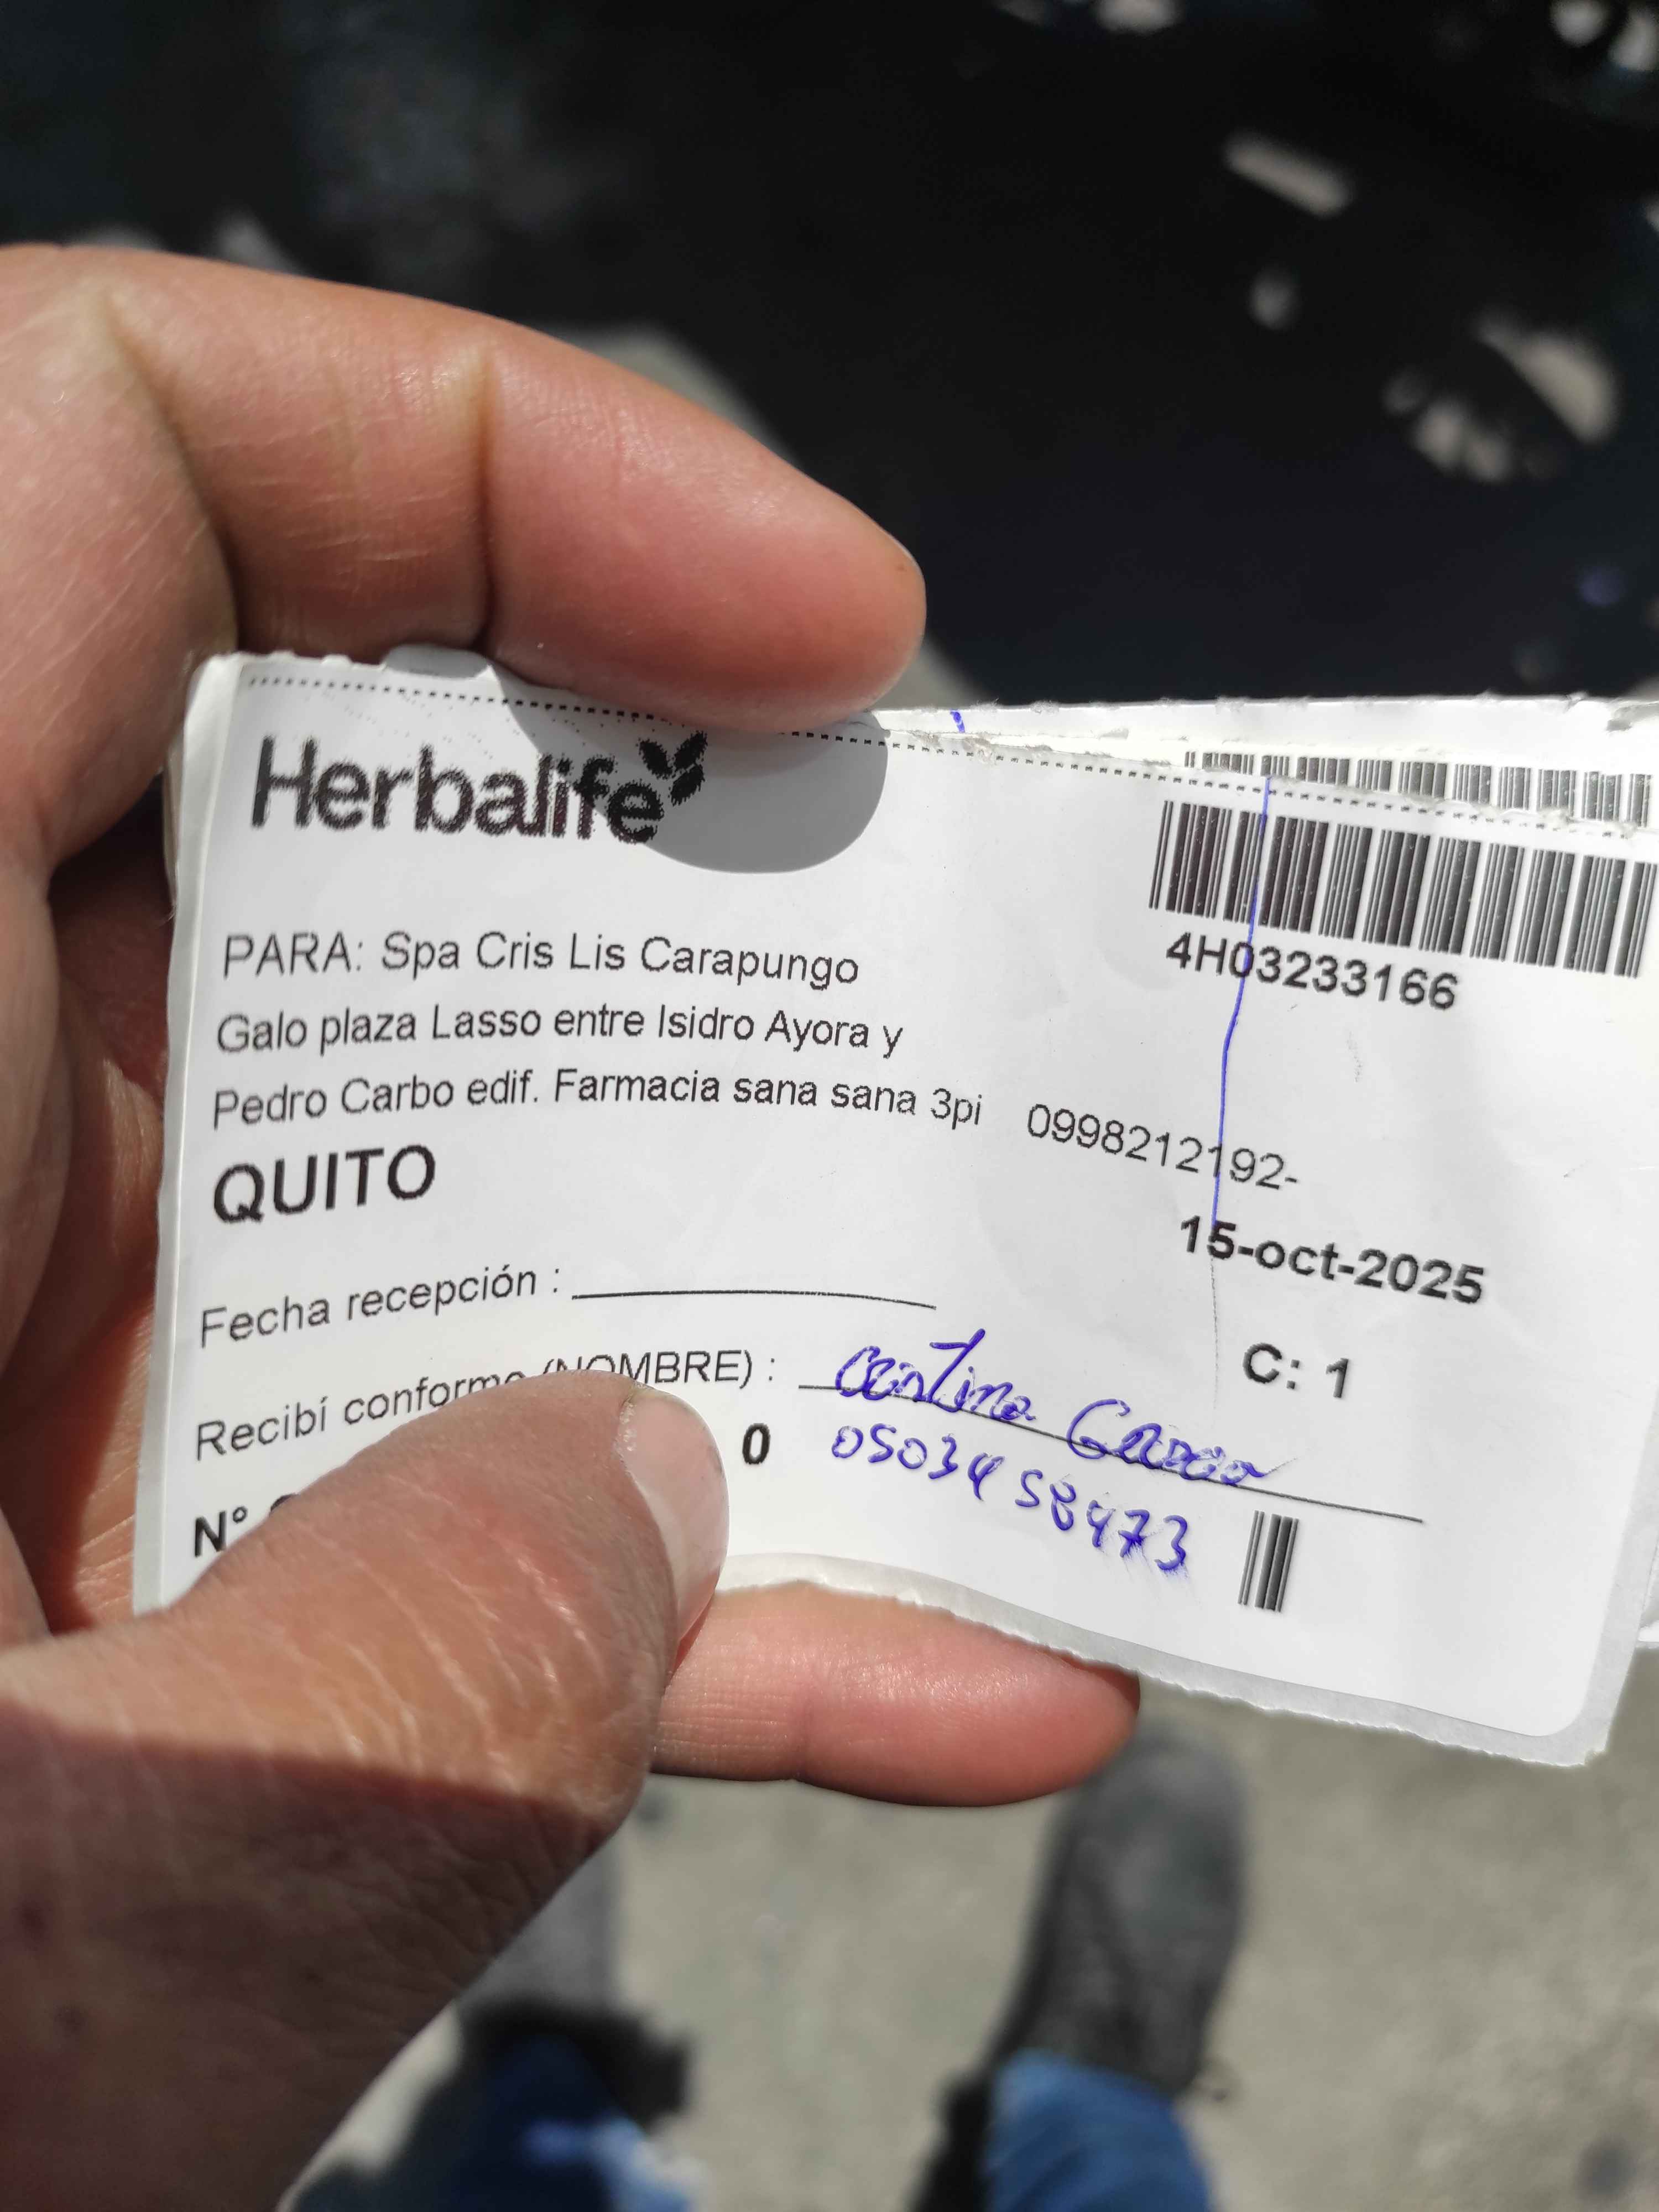 Herbalife
4H03233166
PARA: Spa Cris Lis Carapungo
Galo plaza Lasso entre Isidro Ayora y
Pedro Carbo edif. Farmacia sana sana 3pi 0998212192-
QUITO
15-oct-2025
Fecha recepción :
C: 1
Recibí conforme (NOMBRE) :
N° 0
0503458473